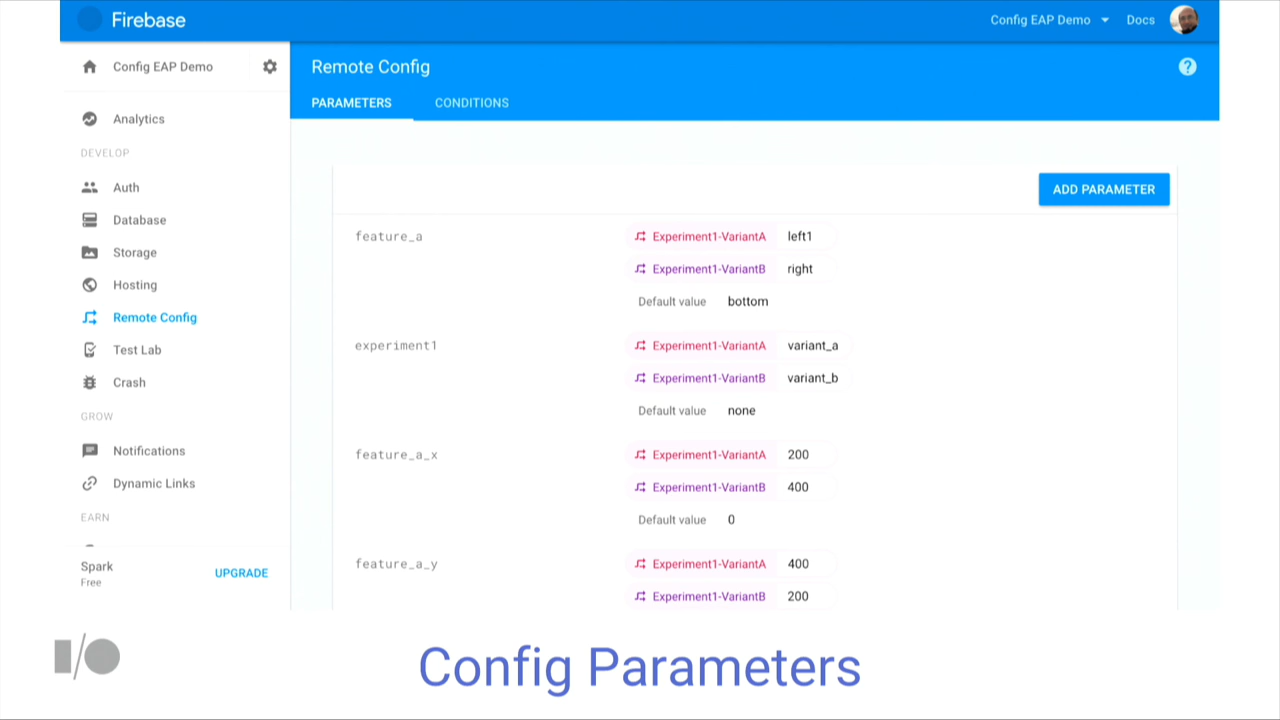 Firebase
Config EAP Demo
Docs
Config EAP Demo
Remote Config
PARAMETERS
CONDITIONS
Analytics
DEVELOP
Auth
Database
Storage
Hosting
Remote Config
Test Lab
Crash
GROW
Notifications
Dynamic Links
EARN
Spark
Free
UPGRADE
ADD PARAMETER
feature_a
Experiment1-VariantA left1
Experiment1-VariantB right
Default value bottom
experiment1
Experiment1-VariantA variant_a
Experiment1-VariantB variant_b
Default value none
feature_a_x
Experiment1-VariantA 200
Experiment1-VariantB 400
Default value 0
feature_a_y
Experiment1-VariantA 400
Experiment1-VariantB 200
I/O
Config Parameters